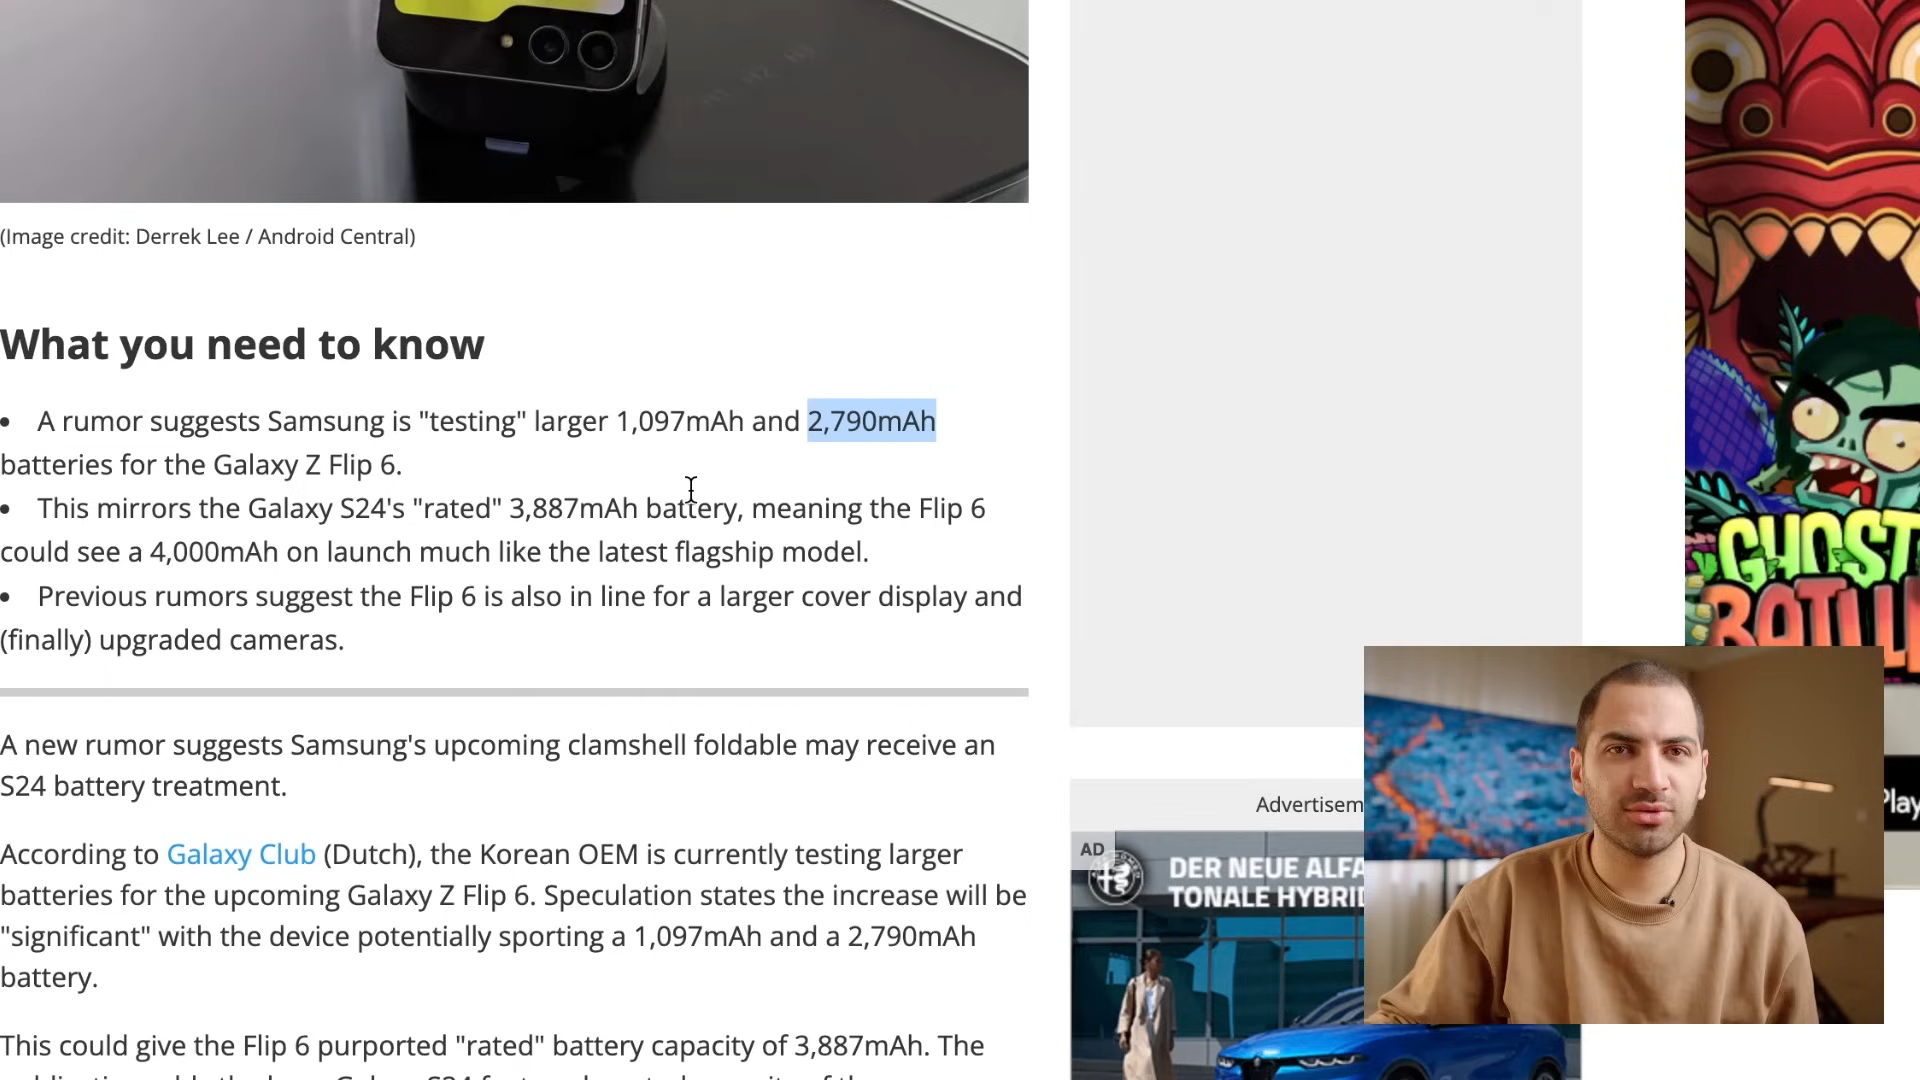 (Image credit: Derrek Lee / Android Central)
What you need to know
• A rumor suggests Samsung is "testing" larger 1,097mAh and 2,790mAh
batteries for the Galaxy Z Flip 6.
• This mirrors the Galaxy S24's "rated" 3,887mAh battery, meaning the Flip 6
could see a 4,000mAh on launch much like the latest flagship model.
• Previous rumors suggest the Flip 6 is also in line for a larger cover display and
(finally) upgraded cameras.
A new rumor suggests Samsung's upcoming clamshell foldable may receive an
S24 battery treatment.
According to Galaxy Club (Dutch), the Korean OEM is currently testing larger
batteries for the upcoming Galaxy Z Flip 6. Speculation states the increase will be
"significant" with the device potentially sporting a 1,097mAh and a 2,790mAh
battery.
This could give the Flip 6 purported "rated" battery capacity of 3,887mAh. The
Advertisem
AD
DER NEUE ALFA
TONALE HYBRI
GHOST
BATTL
Play